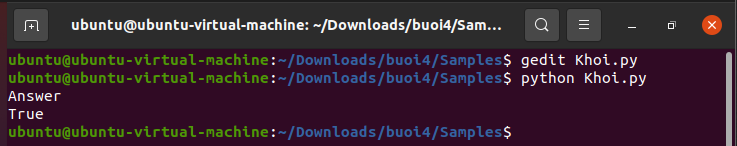 ubuntu@ubuntu-virtual-machine: ~/Downloads/buoi4/Sam...
ubuntu@ubuntu-virtual-machine:~/Downloads/buoi4/Samples$ gedit Khoi.py
ubuntu@ubuntu-virtual-machine:~/Downloads/buoi4/Samples$ python Khoi.py
Answer
True
ubuntu@ubuntu-virtual-machine:~/Downloads/buoi4/Samples$